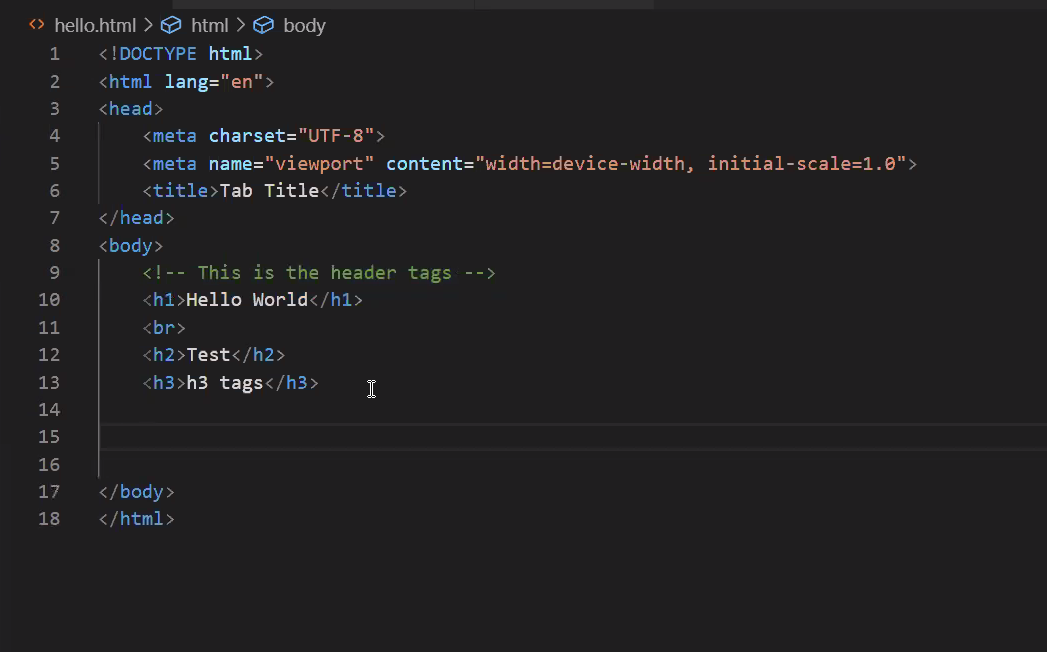 hello.html > html > body
1 <!DOCTYPE html>
2 <html lang="en">
3 <head>
4 <meta charset="UTF-8">
5 <meta name="viewport" content="width=device-width, initial-scale=1.0">
6 <title>Tab Title</title>
7 </head>
8 <body>
9 <!-- This is the header tags -->
10 <h1>Hello World</h1>
11 <br>
12 <h2>Test</h2>
13 <h3>h3 tags</h3>
14
15
16
17 </body>
18 </html>